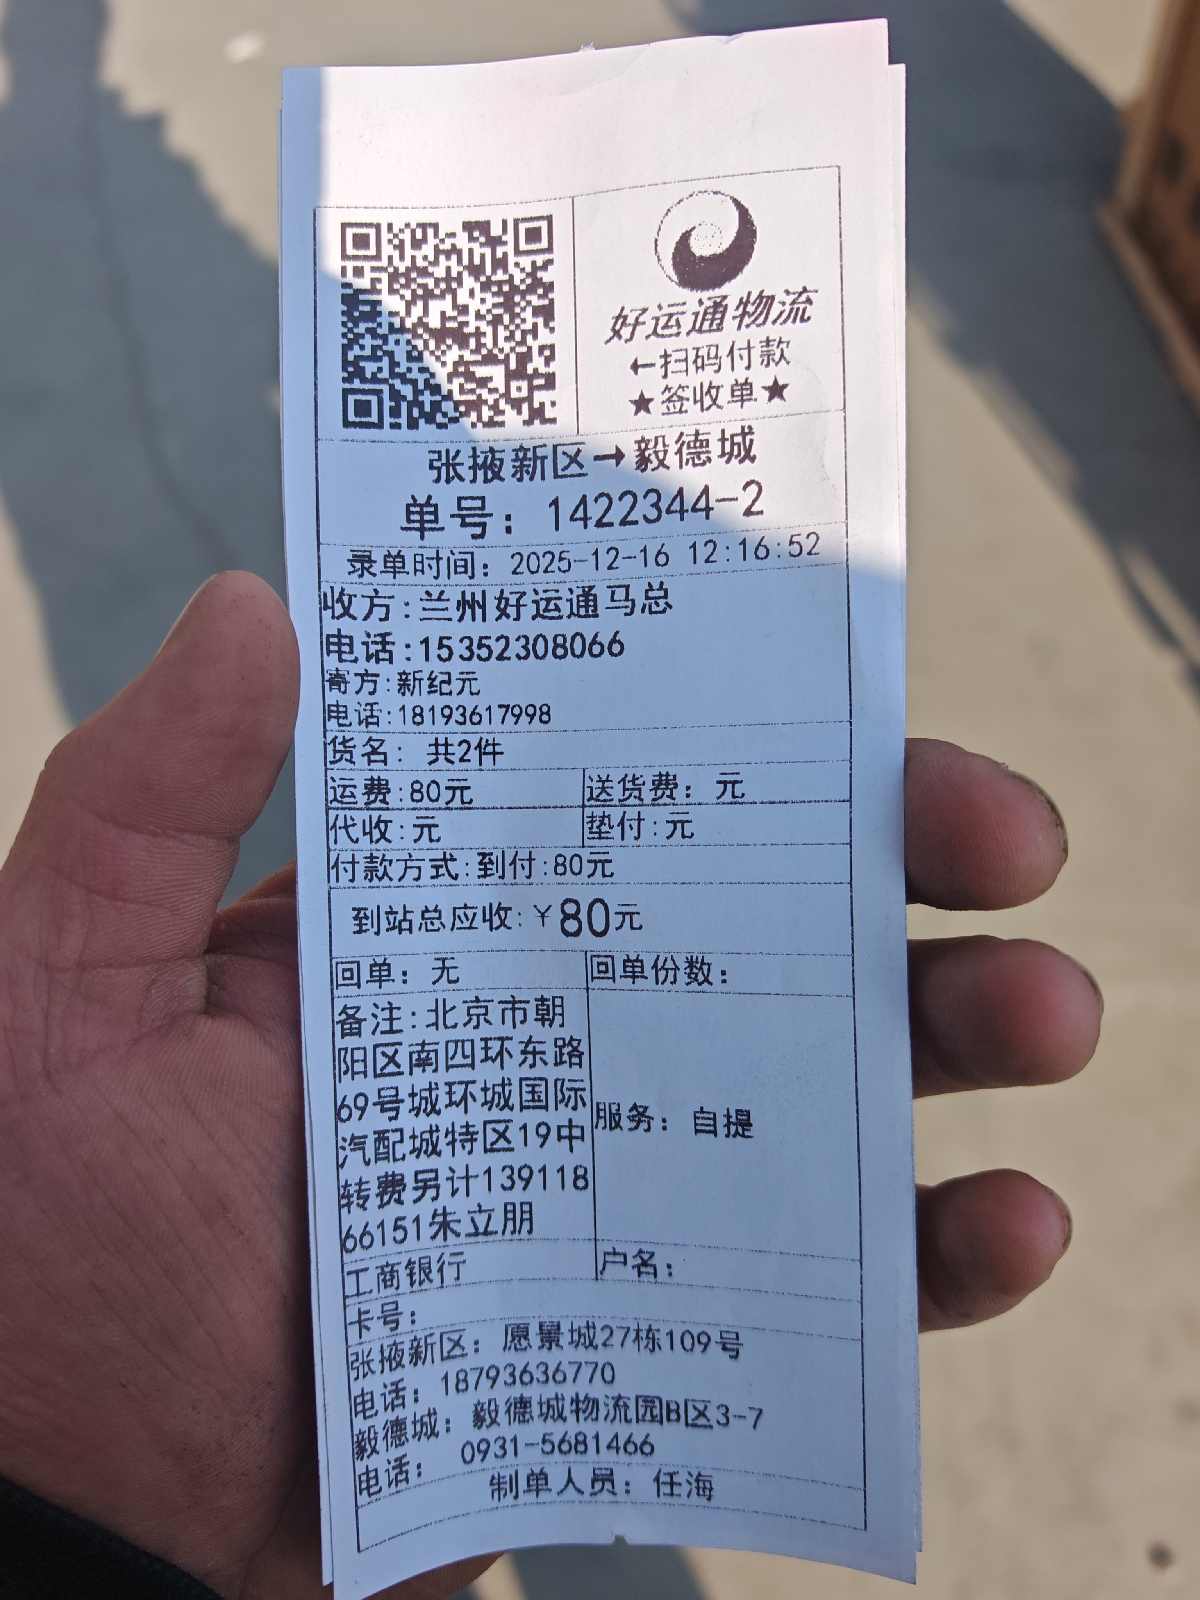 好运通物流
←扫码付款
★签收单★
张掖新区→毅德城
单号：1422344-2
录单时间：2025-12-16 12:16:52
收方:兰州好运通马总
电话:15352308066
寄方:新纪元
电话:18193617998
货名： 共2件
运费:80元 送货费：元
代收:元 垫付:元
付款方式:到付:80元
到站总应收:￥80元
回单：无 回单份数：
备注:北京市朝
阳区南四环东路
69号城环城国际
汽配城特区19中
转费另计139118
66151朱立朋
服务：自提
工商银行 户名：
卡号：
张掖新区：愿景城27栋109号
电话：18793636770
毅德城：毅德城物流园B区3-7
电话： 0931-5681466
制单人员：任海